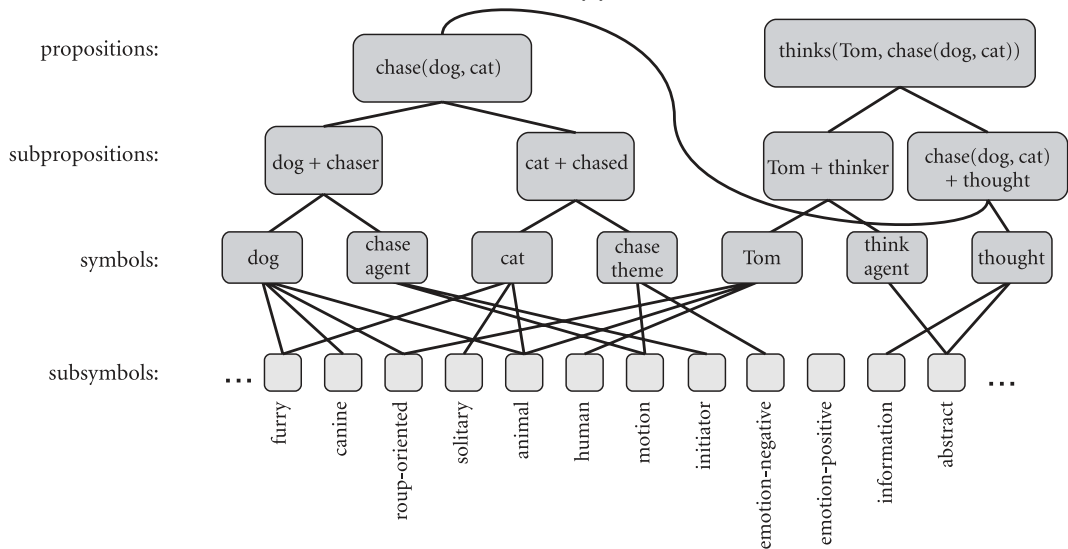 propositions:
chase(dog, cat)
thinks(Tom, chase(dog, cat))
subpropositions:
dog + chaser
cat + chased
Tom + thinker
chase(dog, cat)
+ thought
symbols:
dog
chase
agent
cat
chase
theme
Tom
think
agent
thought
subsymbols:
...
...
furry
canine
roup-oriented
solitary
animal
human
motion
initiator
emotion-negative
emotion-positive
information
abstract